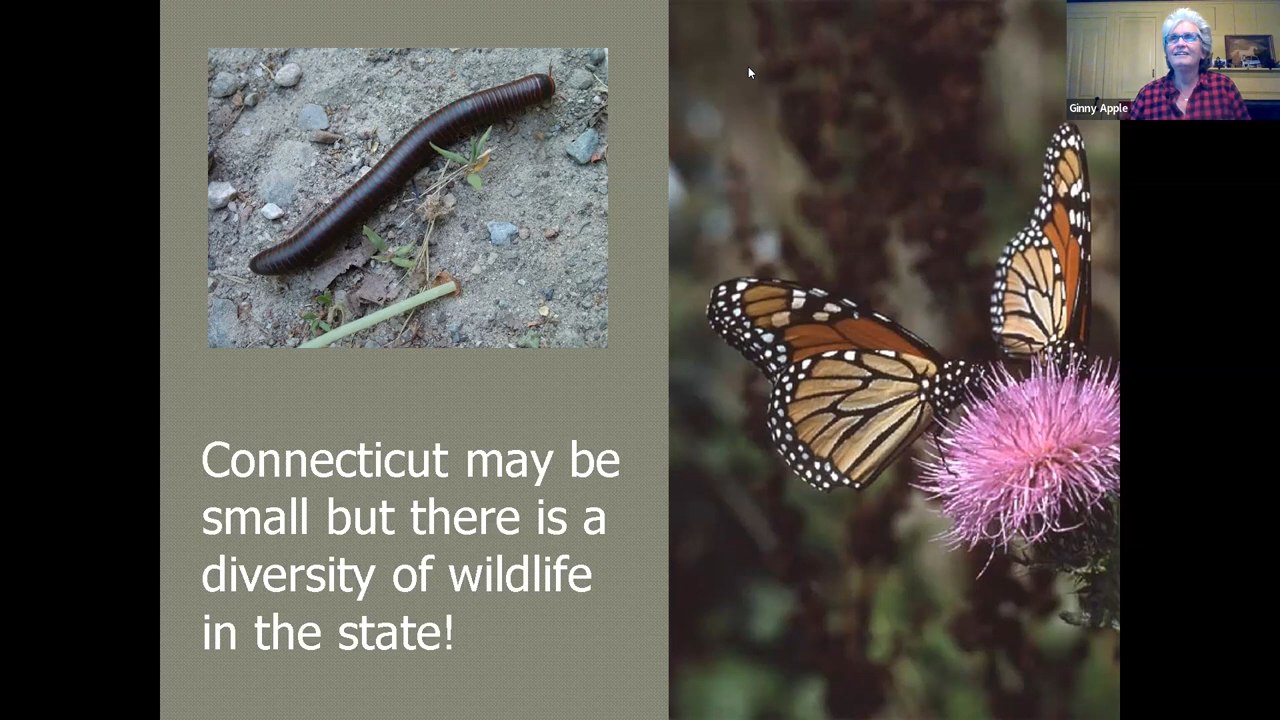 Ginny Apple
Connecticut may be
small but there is a
diversity of wildlife
in the state!